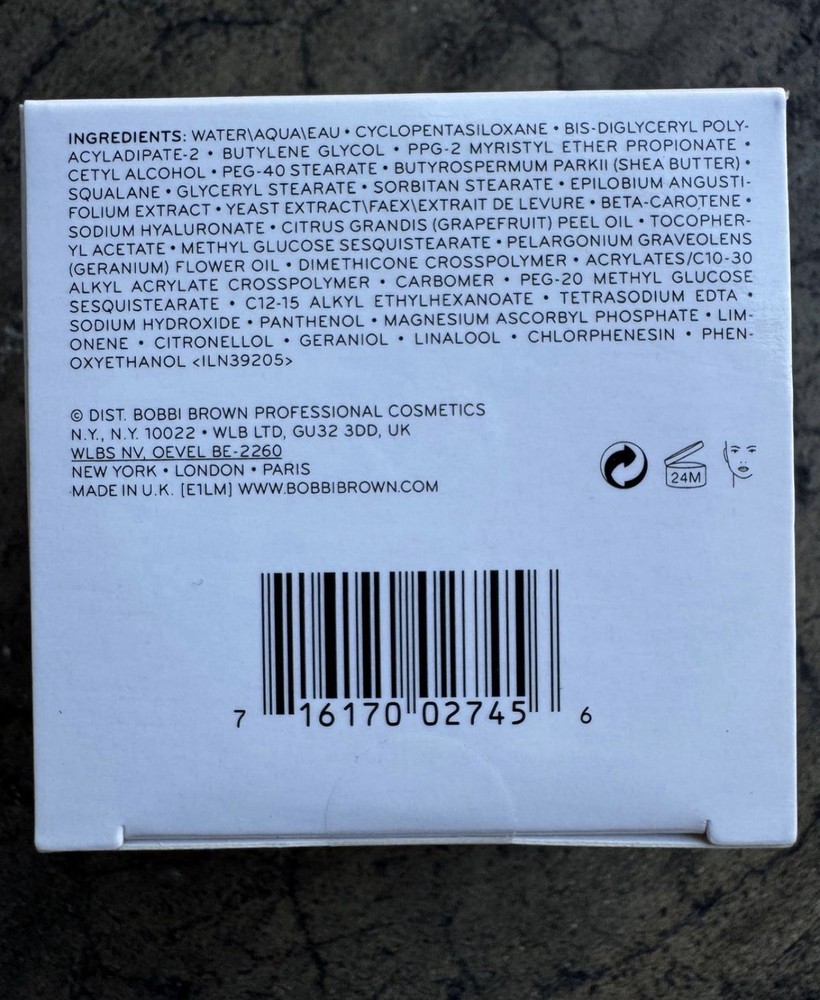 INGREDIENTS: WATER\AQUA\EAU • CYCLOPENTASILOXANE • BIS-DIGLYCERYL POLY-
ACYLADIPATE-2 • BUTYLENE GLYCOL • PPG-2 MYRISTYL ETHER PROPIONATE •
CETYL ALCOHOL • PEG-40 STEARATE • BUTYROSPERMUM PARKII (SHEA BUTTER) •
SQUALANE • GLYCERYL STEARATE • SORBITAN STEARATE • EPILOBIUM ANGUSTI-
FOLIUM EXTRACT • YEAST EXTRACT\FAEX\EXTRAIT DE LEVURE • BETA-CAROTENE •
SODIUM HYALURONATE • CITRUS GRANDIS (GRAPEFRUIT) PEEL OIL • TOCOPHER-
YL ACETATE • METHYL GLUCOSE SESQUISTEARATE • PELARGONIUM GRAVEOLENS
(GERANIUM) FLOWER OIL • DIMETHICONE CROSSPOLYMER • ACRYLATES/C10-30
ALKYL ACRYLATE CROSSPOLYMER • CARBOMER • PEG-20 METHYL GLUCOSE
SESQUISTEARATE • C12-15 ALKYL ETHYLHEXANOATE • TETRASODIUM EDTA •
SODIUM HYDROXIDE • PANTHENOL • MAGNESIUM ASCORBYL PHOSPHATE • LIM-
ONENE • CITRONELLOL • GERANIOL • LINALOOL • CHLORPHENESIN • PHEN-
OXYETHANOL <ILN39205>
© DIST. BOBBI BROWN PROFESSIONAL COSMETICS
N.Y., N.Y. 10022 • WLB LTD, GU32 3DD, UK
WLBS NV, OEVEL BE-2260
NEW YORK • LONDON • PARIS
MADE IN U.K. [E1LM] WWW.BOBBIBROWN.COM
24M
7 16170 02745 6